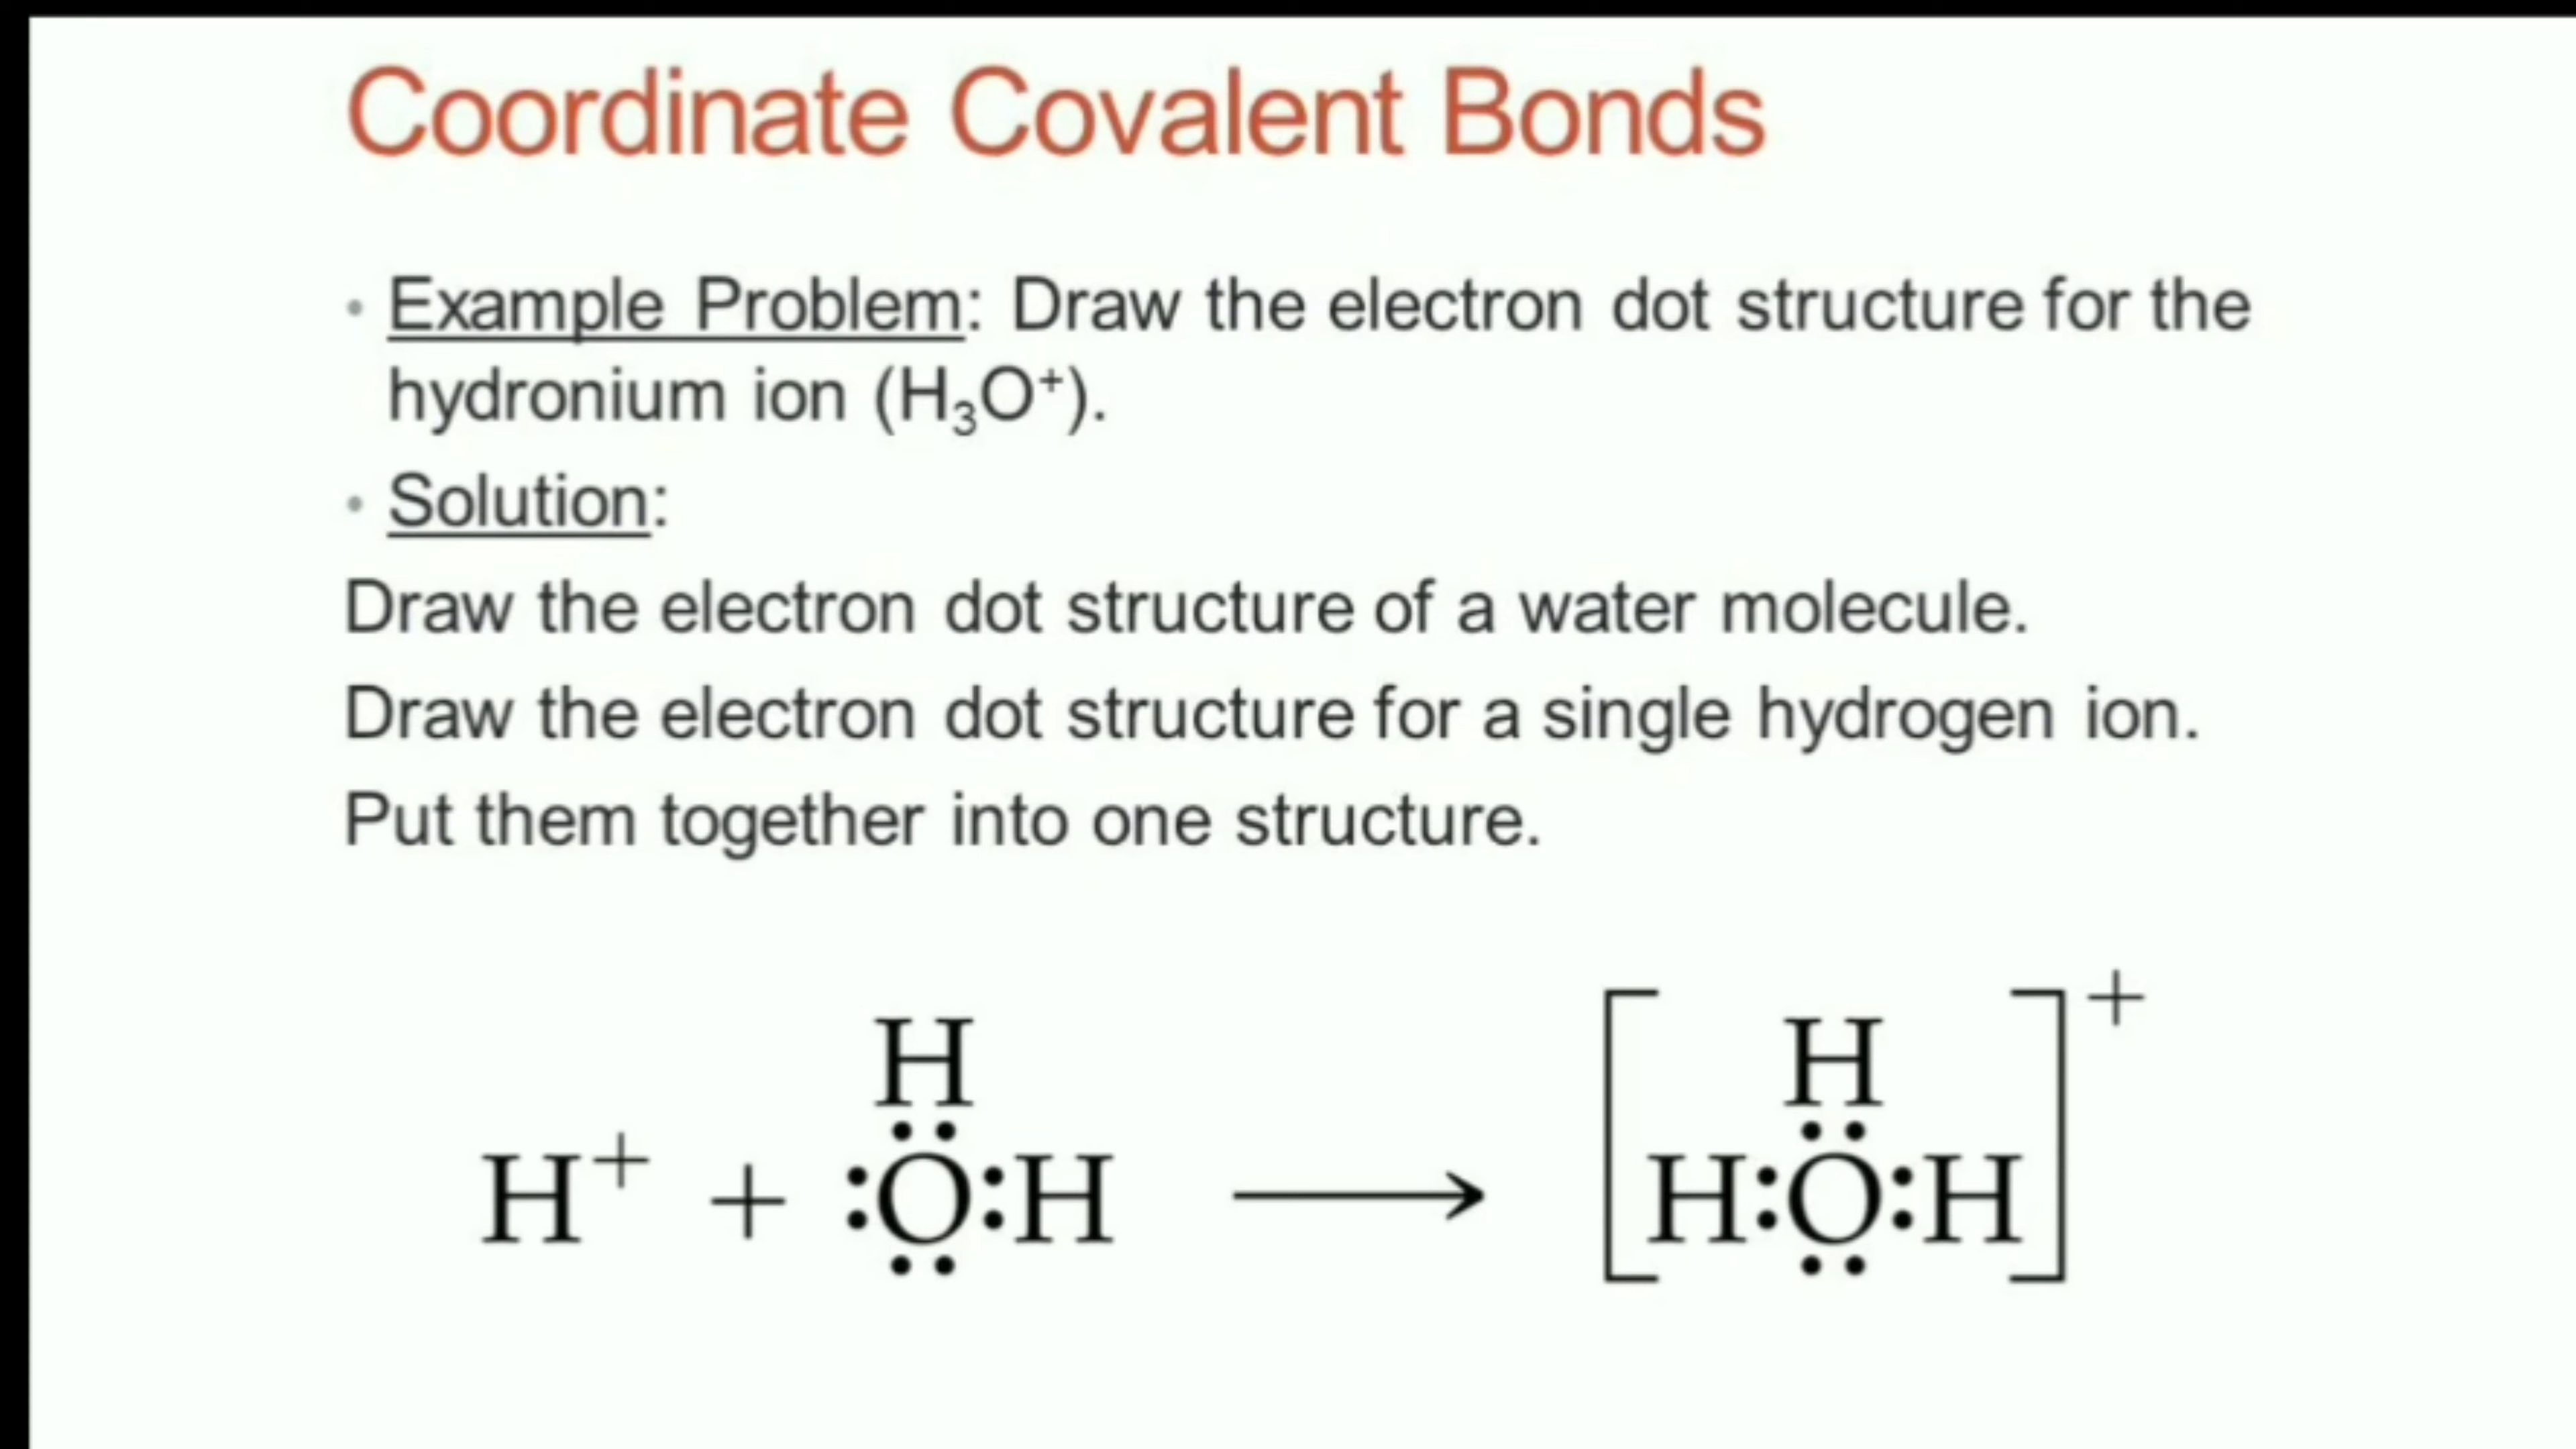 Coordinate Covalent Bonds
• Example Problem: Draw the electron dot structure for the
hydronium ion (H₃O⁺).
• Solution:
Draw the electron dot structure of a water molecule.
Draw the electron dot structure for a single hydrogen ion.
Put them together into one structure.
H H +
H⁺ + :O:H ⟶ [H:O:H]